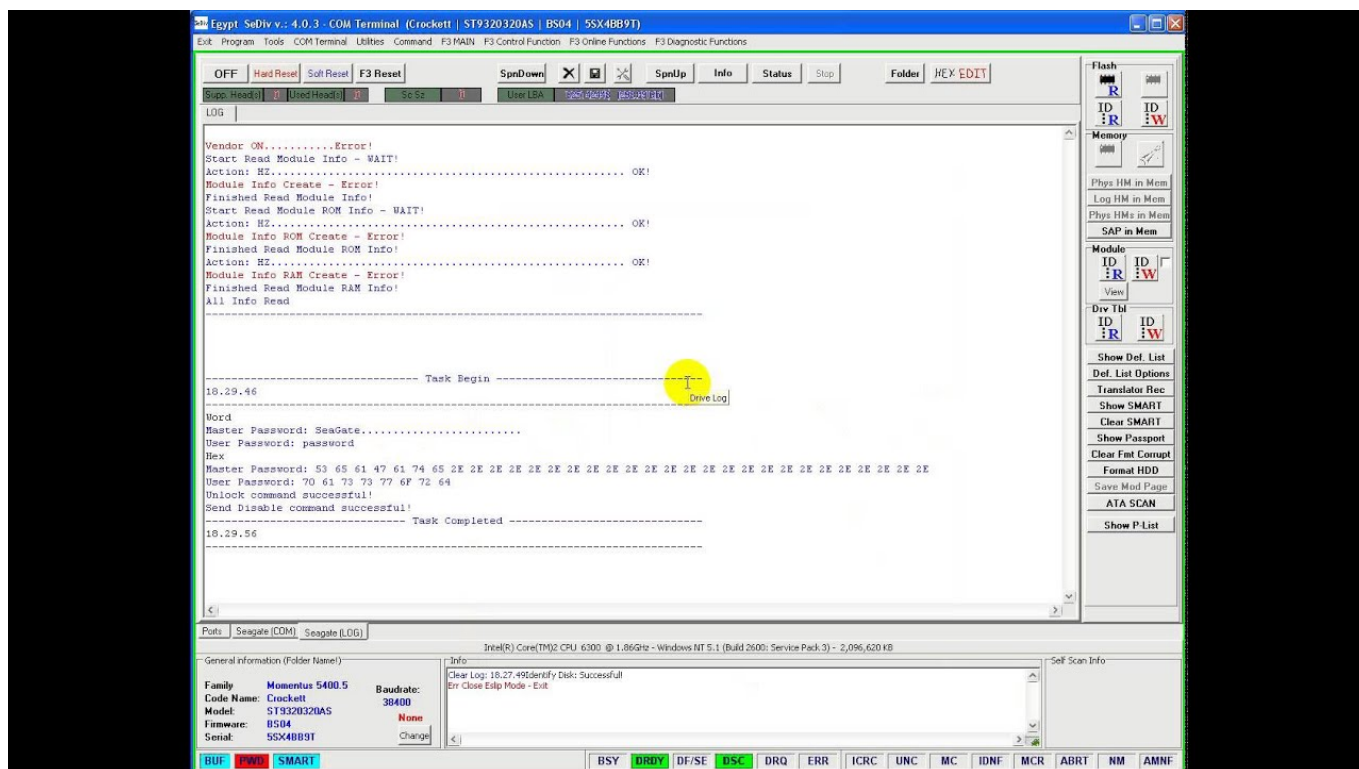 Egypt SeDiv v.: 4.0.3 - COM Terminal (Crockett | ST9320320AS | BS04 | 5SX4BB9T)
Exit Program Tools COM Terminal Utilities Command F3 MAIN F3 Control Function F3 Online Functions F3 Diagnostic Functions
OFF Hard Reset Soft Reset F3 Reset SpnDown SpnUp Info Status Stop Folder HEX EDIT
Supp. Head(s) Used Head(s) Sc Sz User LBA
LOG
Vendor ON...........Error!
Start Read Module Info - WAIT!
Action: HZ...................................................... OK!
Module Info Create - Error!
Finished Read Module Info!
Start Read Module ROM Info - WAIT!
Action: HZ...................................................... OK!
Module Info ROM Create - Error!
Finished Read Module ROM Info!
Action: HZ...................................................... OK!
Module Info RAM Create - Error!
Finished Read Module RAM Info!
All Info Read
Task Begin
18.29.46
Drive Log
Word
Master Password: SeaGate.........................
User Password: password
Hex
Master Password: 53 65 61 47 61 74 65 2E 2E 2E 2E 2E 2E 2E 2E 2E 2E 2E 2E 2E 2E 2E 2E 2E 2E 2E 2E 2E 2E 2E 2E 2E
User Password: 70 61 73 73 77 6F 72 64
Unlock command successful!
Send Disable command successful!
Task Completed
18.29.56
Flash
R
ID ID
R W
Memory
Phys HM in Mem
Log HM in Mem
Phys HMs in Mem
SAP in Mem
Module
ID ID
R W
View
Drv Tbl
ID ID
R W
Show Def. List
Def. List Options
Translator Rec
Show SMART
Clear SMART
Show Passport
Clear Fmt Corrupt
Format HDD
Save Mod Page
ATA SCAN
Show P-List
Ports Seagate (COM) Seagate (LOG)
Intel(R) Core(TM)2 CPU 6300 @ 1.86GHz - Windows NT 5.1 (Build 2600: Service Pack 3) - 2,096,620 KB
General information (Folder Name!)
Family Momentus 5400.5
Code Name: Crockett
Model: ST9320320AS
Firmware: BS04
Serial: 5SX4BB9T
Baudrate:
38400
None
Change
Info
Clear Log: 18.27.49Identify Disk: Successful!
Err Close Eslip Mode - Exit
Self Scan Info
BUF PWD SMART BSY DRDY DF/SE DSC DRQ ERR ICRC UNC MC IDNF MCR ABRT NM AMNF